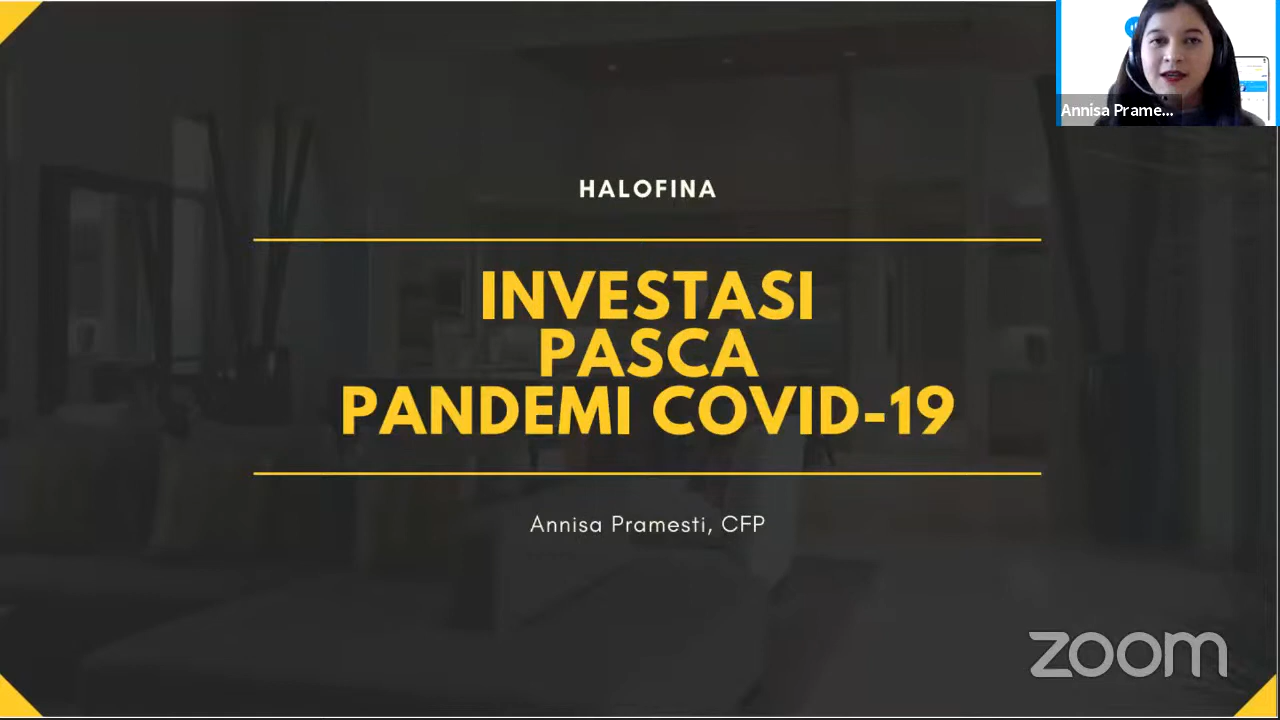 Annisa Prame...
HALOFINA
INVESTASI
PASCA
PANDEMI COVID-19
Annisa Pramesti, CFP
zoom